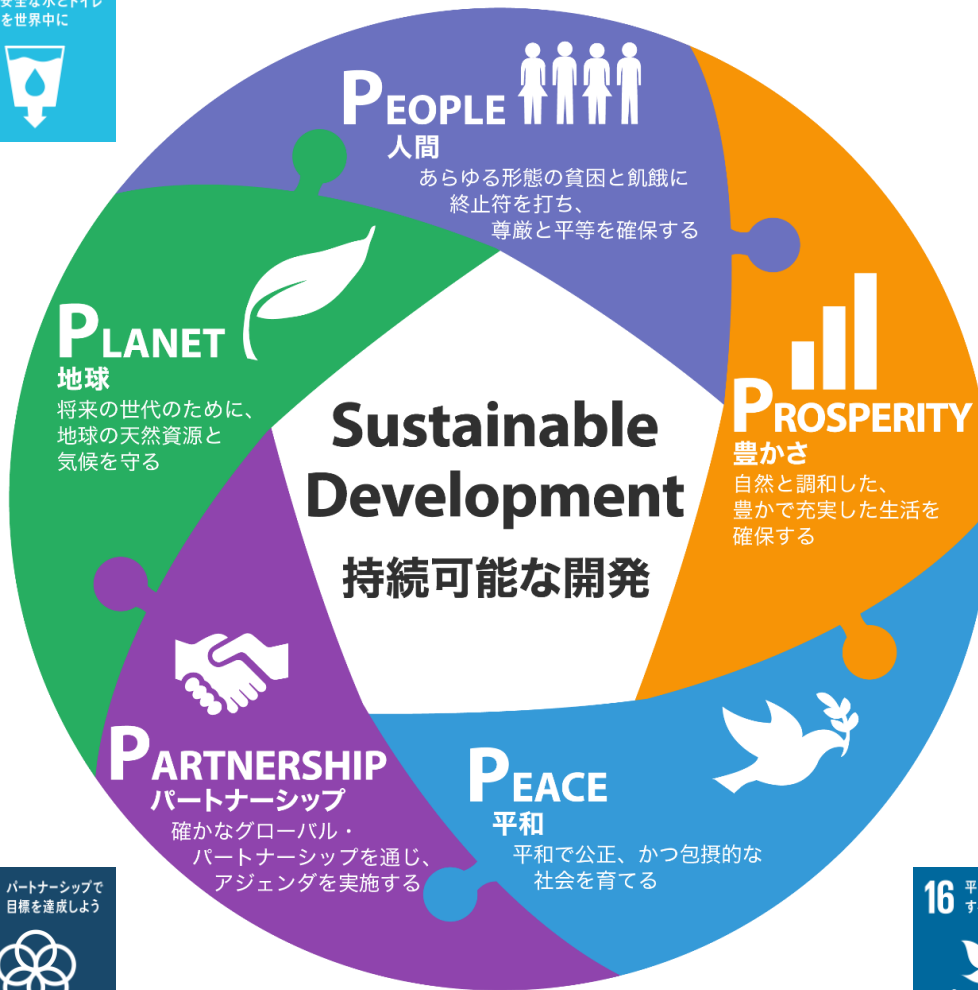 を世界中に
PEOPLE
人間
あらゆる形態の貧困と飢餓に
終止符を打ち、
尊厳と平等を確保する
PLANET
地球
将来の世代のために、
地球の天然資源と
気候を守る
Sustainable
Development
持続可能な開発
PROSPERITY
豊かさ
自然と調和した、
豊かで充実した生活を
確保する
PARTNERSHIP
パートナーシップ
確かなグローバル・
パートナーシップを通じ、
アジェンダを実施する
PEACE
平和
平和で公正、かつ包摂的な
社会を育てる
パートナーシップで
目標を達成しよう
16